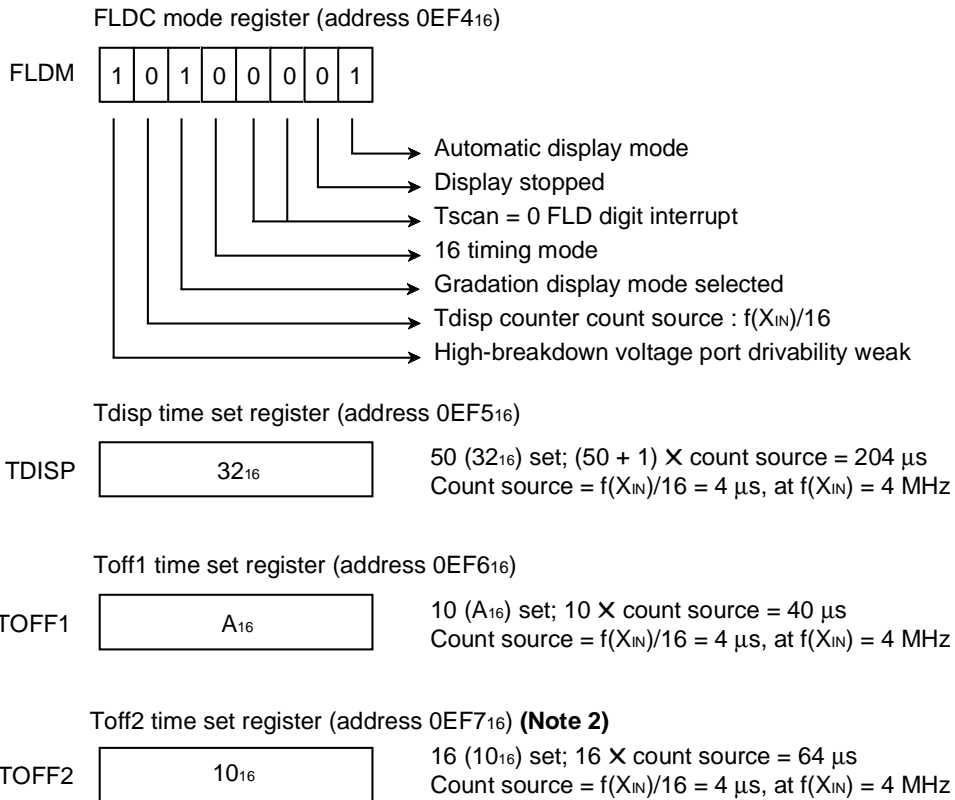 FLDC mode register (address 0EF4₁₆)
FLDM 1 0 1 0 0 0 0 1
Automatic display mode
Display stopped
Tscan = 0 FLD digit interrupt
16 timing mode
Gradation display mode selected
Tdisp counter count source : f(XIN)/16
High-breakdown voltage port drivability weak
Tdisp time set register (address 0EF5₁₆)
TDISP 32₁₆
50 (32₁₆) set; (50 + 1) × count source = 204 µs
Count source = f(XIN)/16 = 4 µs, at f(XIN) = 4 MHz
Toff1 time set register (address 0EF6₁₆)
TOFF1 A₁₆
10 (A₁₆) set; 10 × count source = 40 µs
Count source = f(XIN)/16 = 4 µs, at f(XIN) = 4 MHz
Toff2 time set register (address 0EF7₁₆) (Note 2)
TOFF2 10₁₆
16 (10₁₆) set; 16 × count source = 64 µs
Count source = f(XIN)/16 = 4 µs, at f(XIN) = 4 MHz